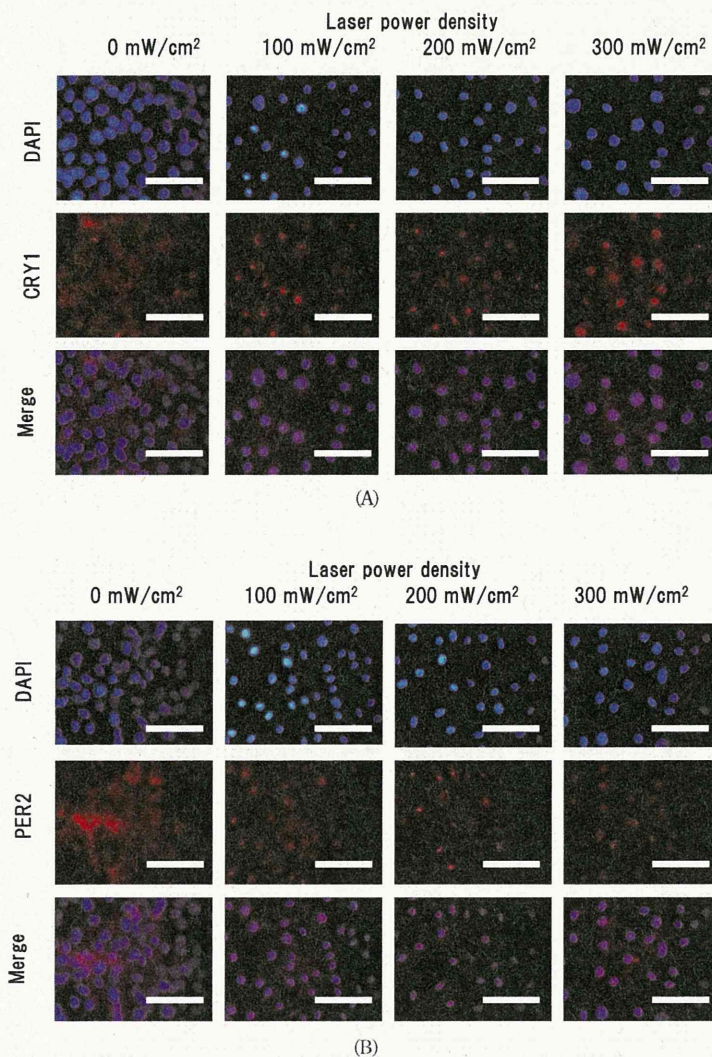 Laser power density
0 mW/cm²
100 mW/cm²
200 mW/cm²
300 mW/cm²
DAPI
CRY1
Merge
(A)
Laser power density
0 mW/cm²
100 mW/cm²
200 mW/cm²
300 mW/cm²
DAPI
PER2
Merge
(B)